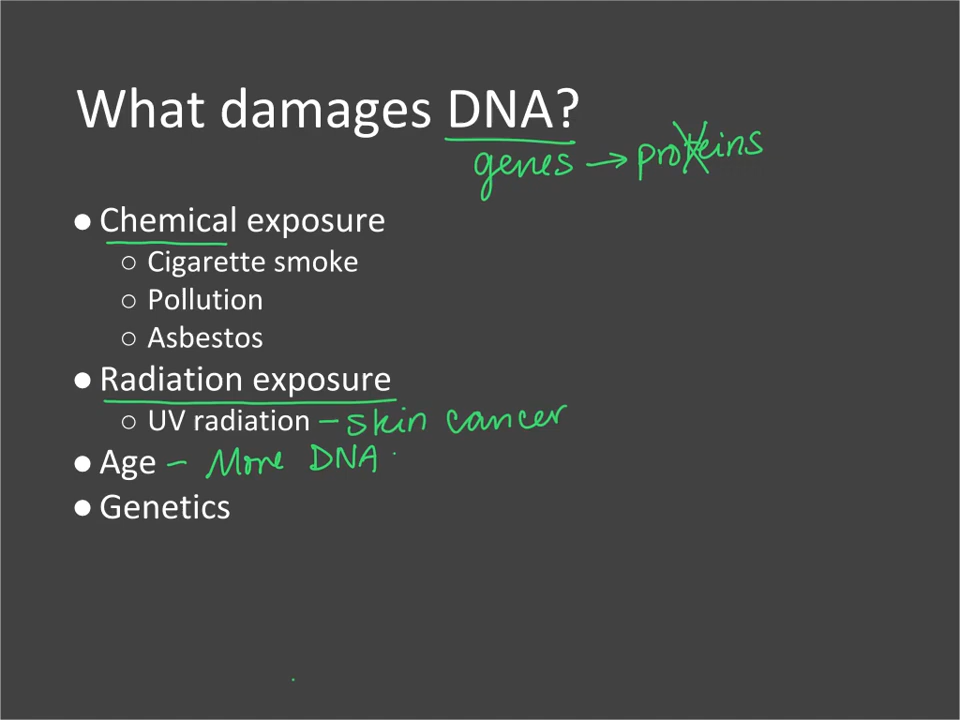 What damages DNA?
genes → proteins
● Chemical exposure
○ Cigarette smoke
○ Pollution
○ Asbestos
● Radiation exposure
○ UV radiation - skin cancer
● Age - More DNA
● Genetics